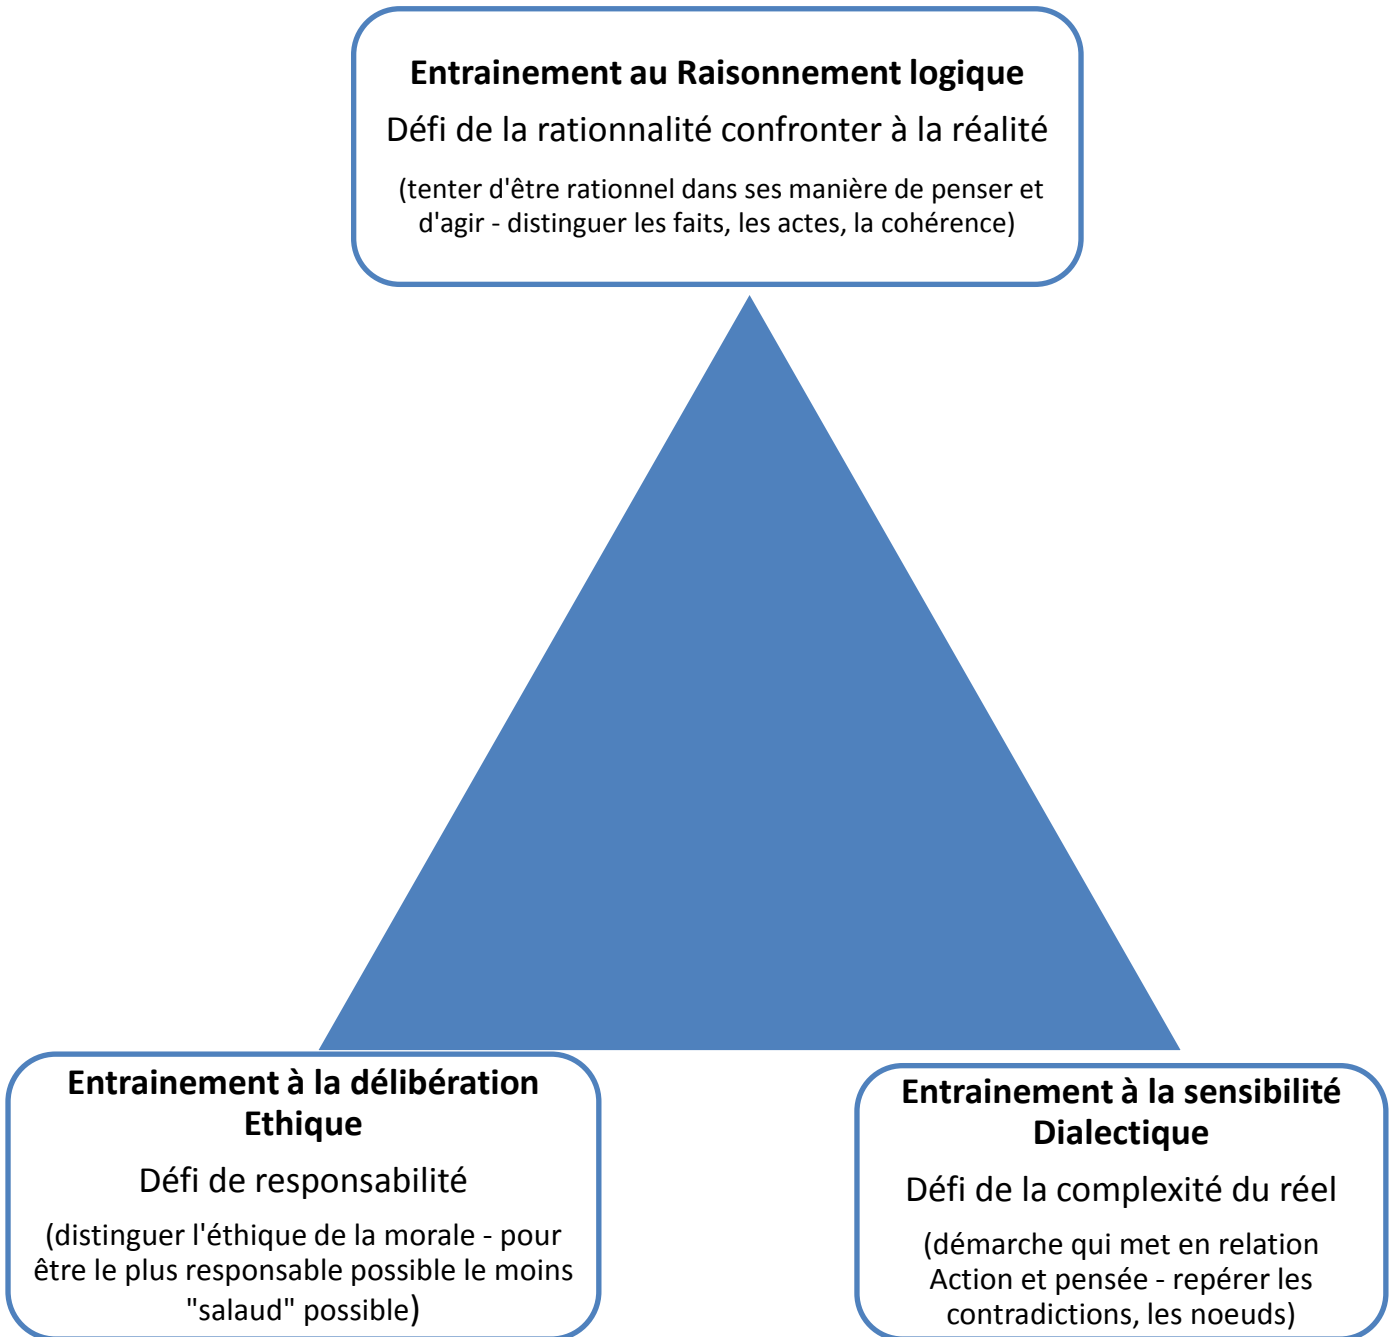 Entrainement au Raisonnement logique
Défi de la rationnalité confronter à la réalité
(tenter d'être rationnel dans ses manière de penser et
d'agir - distinguer les faits, les actes, la cohérence)
Entrainement à la délibération
Ethique
Défi de responsabilité
(distinguer l'éthique de la morale - pour
être le plus responsable possible le moins
"salaud" possible)
Entrainement à la sensibilité
Dialectique
Défi de la complexité du réel
(démarche qui met en relation
Action et pensée - repérer les
contradictions, les noeuds)